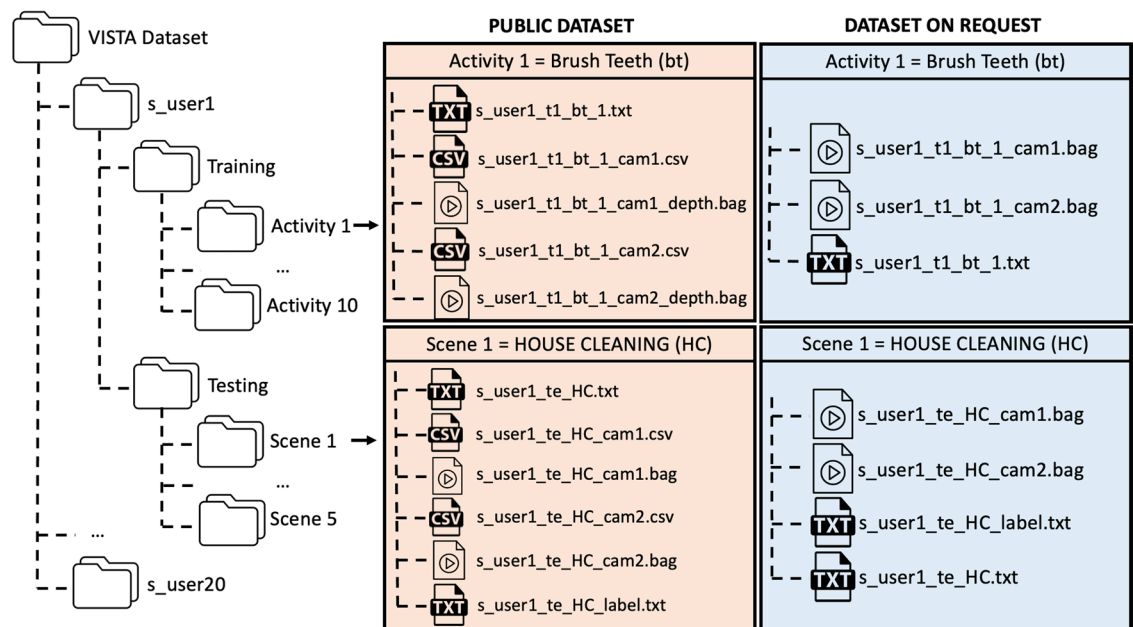 VISTA Dataset
s_user1
Training
Activity 1
...
Activity 10
Testing
Scene 1
...
Scene 5
...
s_user20
PUBLIC DATASET
Activity 1 = Brush Teeth (bt)
TXT s_user1_t1_bt_1.txt
CSV s_user1_t1_bt_1_cam1.csv
s_user1_t1_bt_1_cam1_depth.bag
CSV s_user1_t1_bt_1_cam2.csv
s_user1_t1_bt_1_cam2_depth.bag
Scene 1 = HOUSE CLEANING (HC)
TXT s_user1_te_HC.txt
CSV s_user1_te_HC_cam1.csv
s_user1_te_HC_cam1.bag
CSV s_user1_te_HC_cam2.csv
s_user1_te_HC_cam2.bag
TXT s_user1_te_HC_label.txt
DATASET ON REQUEST
Activity 1 = Brush Teeth (bt)
s_user1_t1_bt_1_cam1.bag
s_user1_t1_bt_1_cam2.bag
TXT s_user1_t1_bt_1.txt
Scene 1 = HOUSE CLEANING (HC)
s_user1_te_HC_cam1.bag
s_user1_te_HC_cam2.bag
TXT s_user1_te_HC_label.txt
TXT s_user1_te_HC.txt